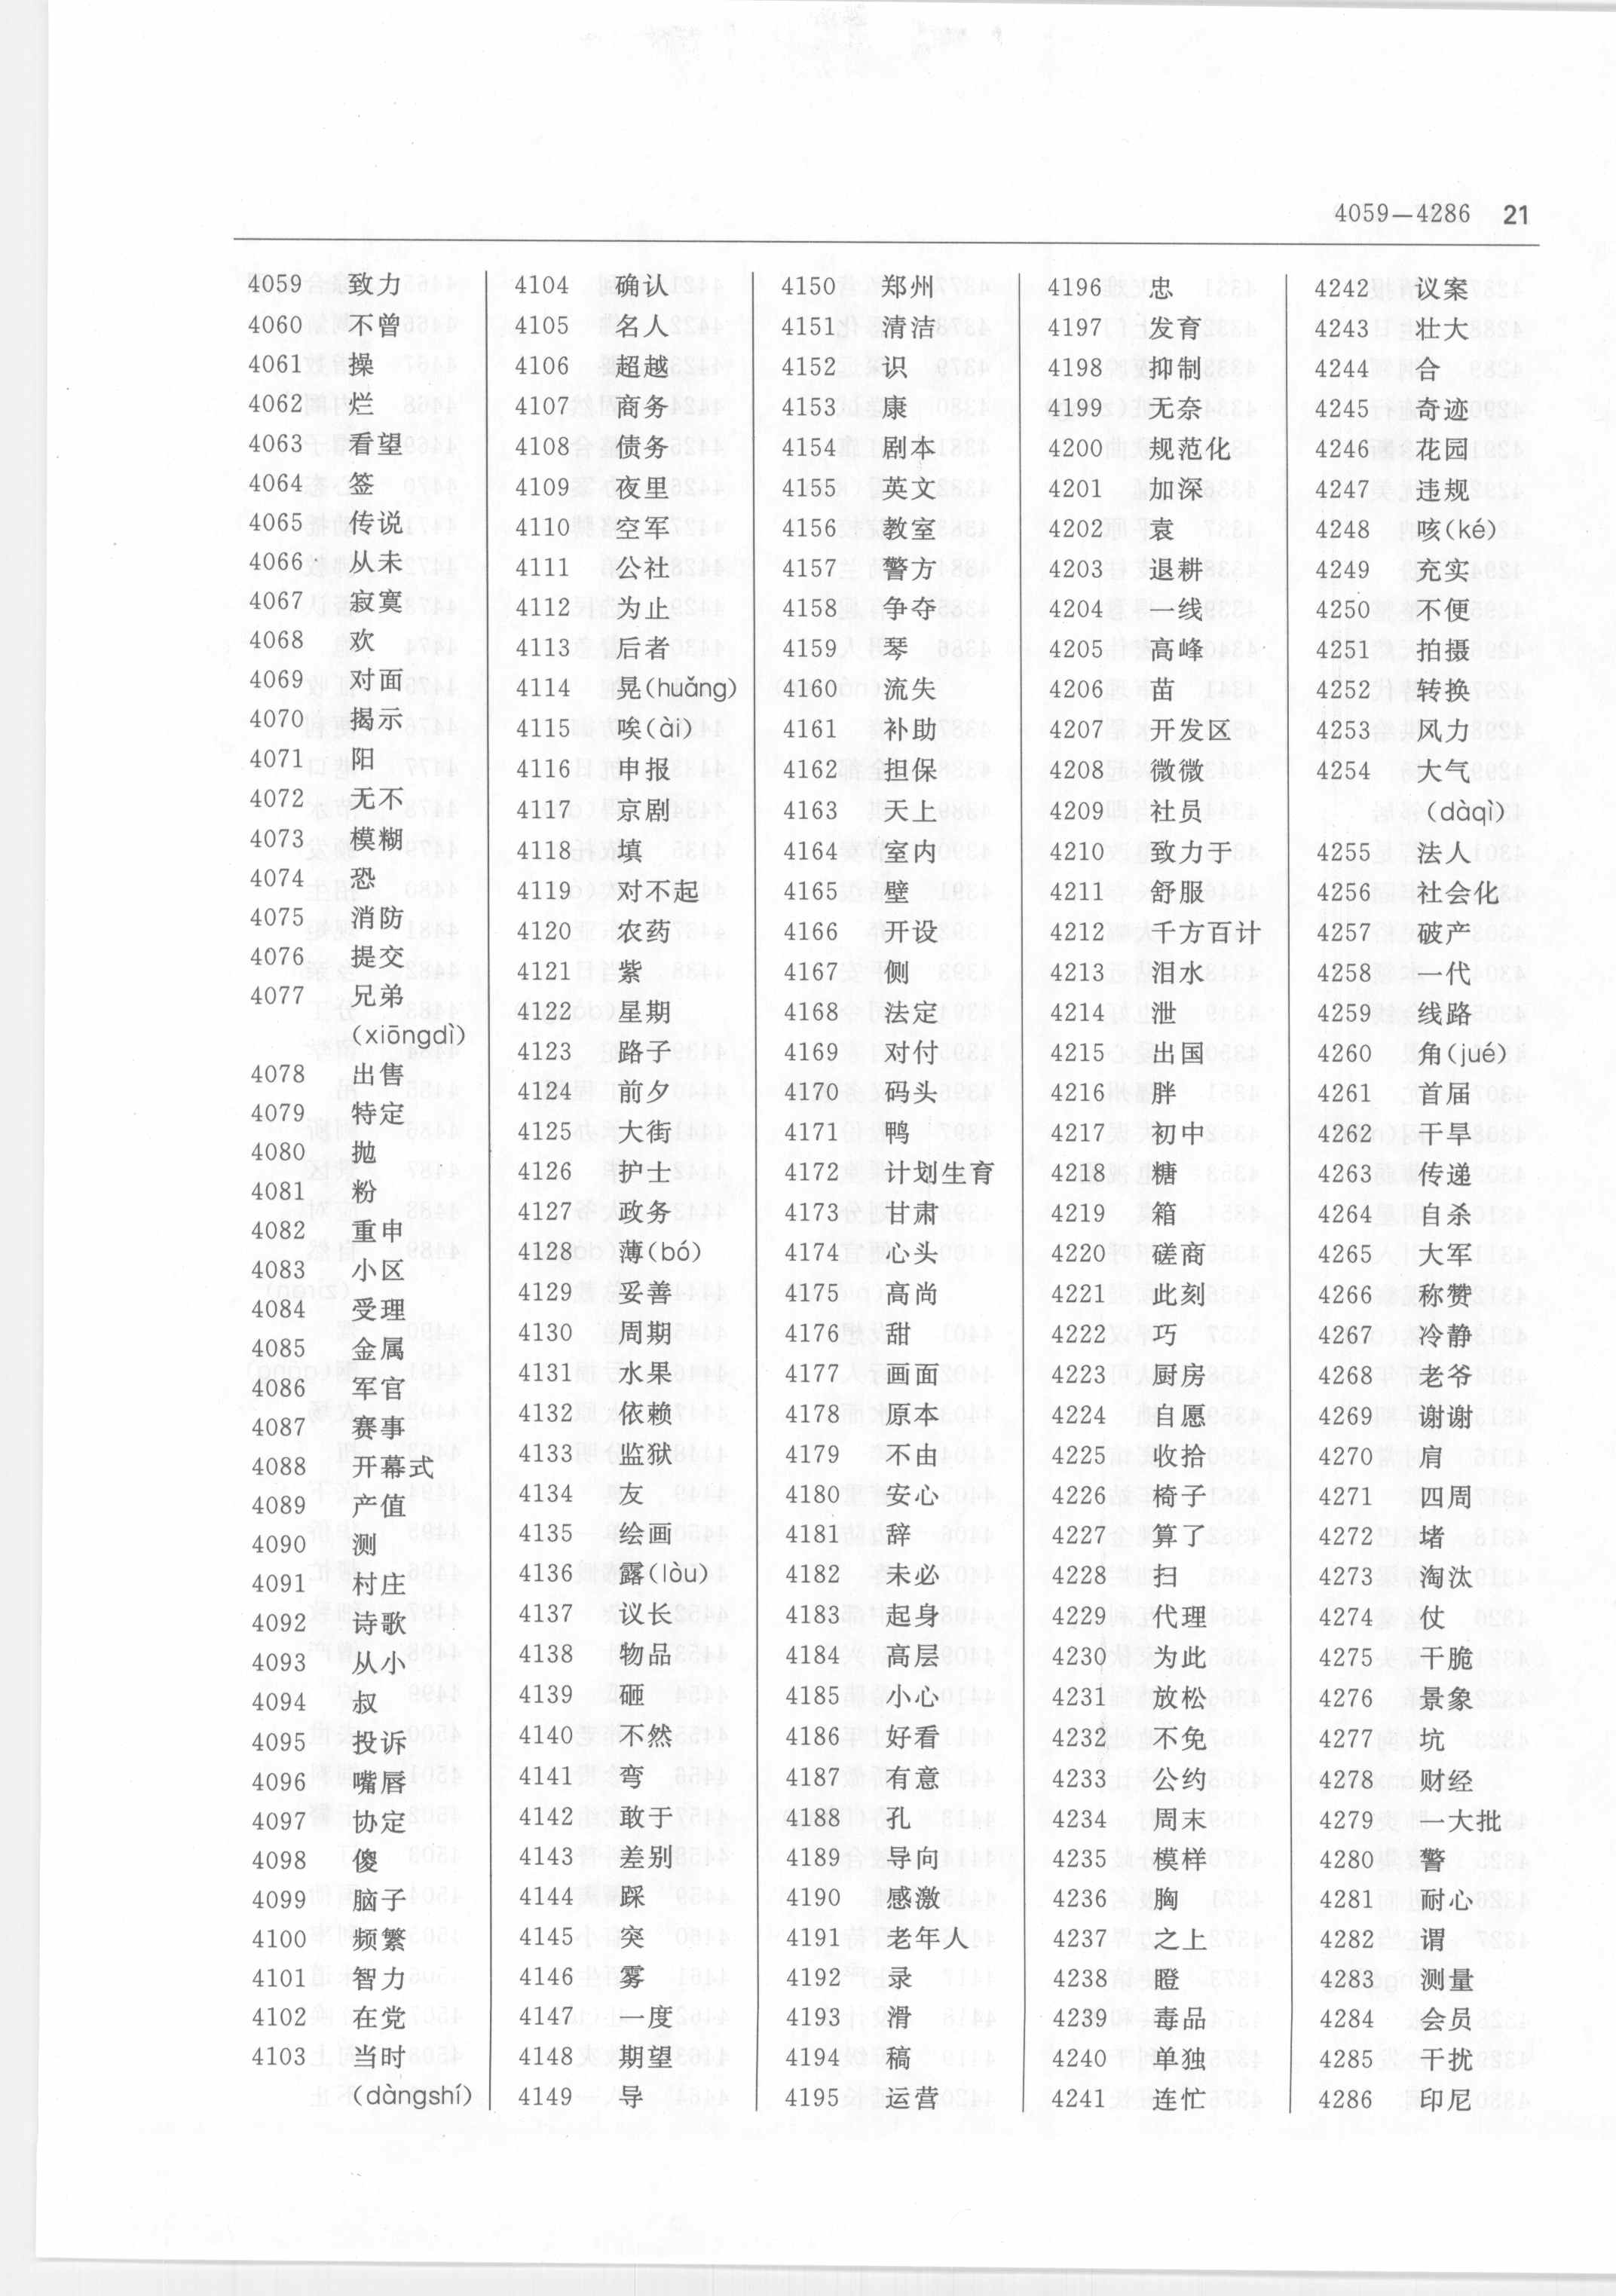 4059—4286 21
4059 致力
4060 不曾
4061 操
4062 烂
4063 看望
4064 签
4065 传说
4066 从未
4067 寂寞
4068 欢
4069 对面
4070 揭示
4071 阳
4072 无不
4073 模糊
4074 恐
4075 消防
4076 提交
4077 兄弟
(xiōngdì)
4078 出售
4079 特定
4080 抛
4081 粉
4082 重申
4083 小区
4084 受理
4085 金属
4086 军官
4087 赛事
4088 开幕式
4089 产值
4090 测
4091 村庄
4092 诗歌
4093 从小
4094 叔
4095 投诉
4096 嘴唇
4097 协定
4098 傻
4099 脑子
4100 频繁
4101 智力
4102 在党
4103 当时
(dàngshí)
4104 确认
4105 名人
4106 超越
4107 商务
4108 债务
4109 夜里
4110 空军
4111 公社
4112 为止
4113 后者
4114 晃(huǎng)
4115 唉(ài)
4116 申报
4117 京剧
4118 填
4119 对不起
4120 农药
4121 紫
4122 星期
4123 路子
4124 前夕
4125 大街
4126 护士
4127 政务
4128 薄(bó)
4129 妥善
4130 周期
4131 水果
4132 依赖
4133 监狱
4134 友
4135 绘画
4136 露(lòu)
4137 议长
4138 物品
4139 砸
4140 不然
4141 弯
4142 敢于
4143 差别
4144 踩
4145 突
4146 雾
4147 一度
4148 期望
4149 导
4150 郑州
4151 清洁
4152 识
4153 康
4154 剧本
4155 英文
4156 教室
4157 警方
4158 争夺
4159 琴
4160 流失
4161 补助
4162 担保
4163 天上
4164 室内
4165 壁
4166 开设
4167 侧
4168 法定
4169 对付
4170 码头
4171 鸭
4172 计划生育
4173 甘肃
4174 心头
4175 高尚
4176 甜
4177 画面
4178 原本
4179 不由
4180 安心
4181 辞
4182 未必
4183 起身
4184 高层
4185 小心
4186 好看
4187 有意
4188 孔
4189 导向
4190 感激
4191 老年人
4192 录
4193 滑
4194 稿
4195 运营
4196 忠
4197 发育
4198 抑制
4199 无奈
4200 规范化
4201 加深
4202 袁
4203 退耕
4204 一线
4205 高峰
4206 苗
4207 开发区
4208 微微
4209 社员
4210 致力于
4211 舒服
4212 千方百计
4213 泪水
4214 泄
4215 出国
4216 胖
4217 初中
4218 糖
4219 箱
4220 磋商
4221 此刻
4222 巧
4223 厨房
4224 自愿
4225 收拾
4226 椅子
4227 算了
4228 扫
4229 代理
4230 为此
4231 放松
4232 不免
4233 公约
4234 周末
4235 模样
4236 胸
4237 之上
4238 瞪
4239 毒品
4240 单独
4241 连忙
4242 议案
4243 壮大
4244 合
4245 奇迹
4246 花园
4247 违规
4248 咳(ké)
4249 充实
4250 不便
4251 拍摄
4252 转换
4253 风力
4254 大气
(dàqì)
4255 法人
4256 社会化
4257 破产
4258 一代
4259 线路
4260 角(jué)
4261 首届
4262 干旱
4263 传递
4264 自杀
4265 大军
4266 称赞
4267 冷静
4268 老爷
4269 谢谢
4270 肩
4271 四周
4272 堵
4273 淘汰
4274 仗
4275 干脆
4276 景象
4277 坑
4278 财经
4279 一大批
4280 警
4281 耐心
4282 谓
4283 测量
4284 会员
4285 干扰
4286 印尼